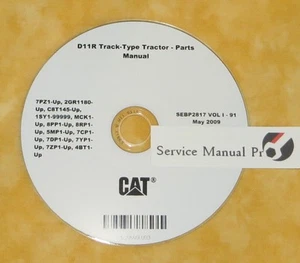 D11R Track-Type Tractor - Parts
Manual
7PZ1-Up, 2GR1180-
Up, C8T145-Up,
1SY1-99999, MCK1-
Up, 8PP1-Up, 8RP1-
Up, 5MP1-Up, 7CP1-
Up, 7DP1-Up, 7YP1-
Up, 7ZP1-Up, 4BT1-
Up
SEBP2817 VOL I - 91
May 2009
Service Manual Pro
CAT®